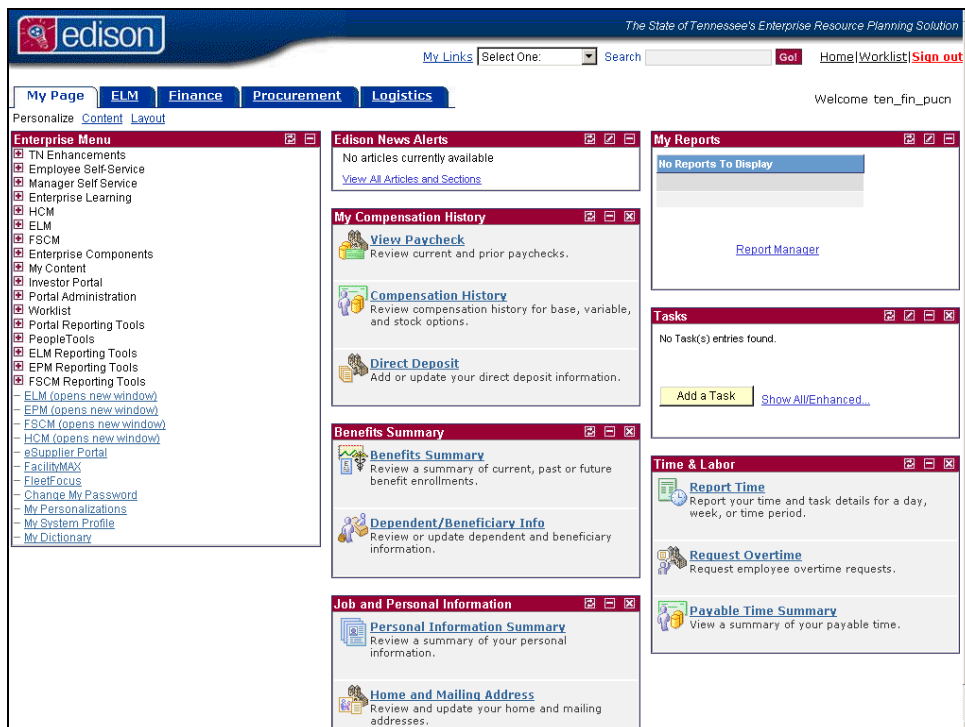 edison
The State of Tennessee's Enterprise Resource Planning Solution
My Links Select One: Search Go! Home|Worklist|Sign out
My Page ELM Finance Procurement Logistics
Welcome ten_fin_pucn
Personalize Content Layout
Enterprise Menu
TN Enhancements
Employee Self-Service
Manager Self Service
Enterprise Learning
HCM
ELM
FSCM
Enterprise Components
My Content
Investor Portal
Portal Administration
Worklist
Portal Reporting Tools
PeopleTools
ELM Reporting Tools
EPM Reporting Tools
FSCM Reporting Tools
ELM (opens new window)
EPM (opens new window)
FSCM (opens new window)
HCM (opens new window)
eSupplier Portal
FacilityMAX
FleetFocus
Change My Password
My Personalizations
My System Profile
My Dictionary
Edison News Alerts
No articles currently available
View All Articles and Sections
My Compensation History
View Paycheck
Review current and prior paychecks.
Compensation History
Review compensation history for base, variable,
and stock options.
Direct Deposit
Add or update your direct deposit information.
Benefits Summary
Benefits Summary
Review a summary of current, past or future
benefit enrollments.
Dependent/Beneficiary Info
Review or update dependent and beneficiary
information.
Job and Personal Information
Personal Information Summary
Review a summary of your personal
information.
Home and Mailing Address
Review and update your home and mailing
addresses.
My Reports
No Reports To Display
Report Manager
Tasks
No Task(s) entries found.
Add a Task Show All/Enhanced...
Time & Labor
Report Time
Report your time and task details for a day,
week, or time period.
Request Overtime
Request employee overtime requests.
Payable Time Summary
View a summary of your payable time.